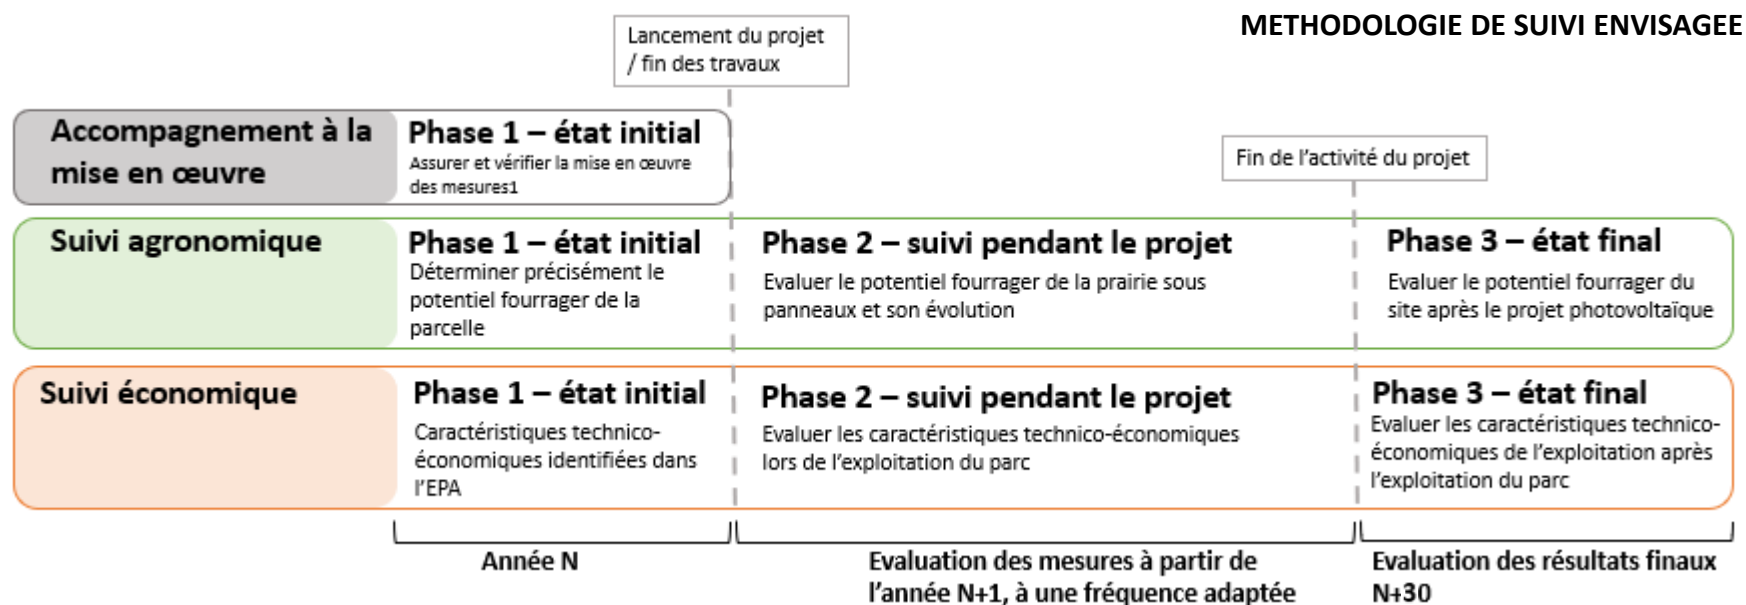 METHODOLOGIE DE SUIVI ENVISAGEE
Lancement du projet
/ fin des travaux
Accompagnement à la
mise en œuvre
Phase 1 – état initial
Assurer et vérifier la mise en œuvre
des mesures1
Fin de l'activité du projet
Suivi agronomique
Phase 1 – état initial
Déterminer précisément le
potentiel fourrager de la
parcelle
Phase 2 – suivi pendant le projet
Evaluer le potentiel fourrager de la prairie sous
panneaux et son évolution
Phase 3 – état final
Evaluer le potentiel fourrager du
site après le projet photovoltaïque
Suivi économique
Phase 1 – état initial
Caractéristiques technico-
économiques identifiées dans
l'EPA
Phase 2 – suivi pendant le projet
Evaluer les caractéristiques technico-économiques
lors de l'exploitation du parc
Phase 3 – état final
Evaluer les caractéristiques technico-
économiques de l'exploitation après
l'exploitation du parc
Année N
Evaluation des mesures à partir de
l'année N+1, à une fréquence adaptée
Evaluation des résultats finaux
N+30